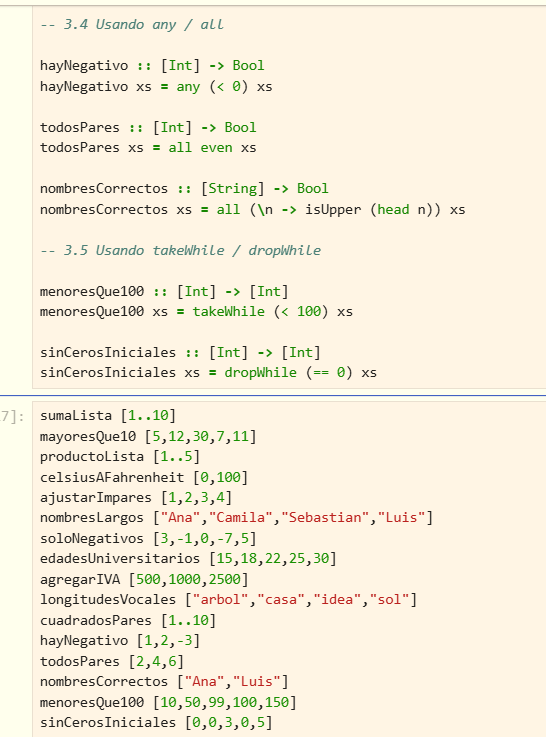 -- 3.4 Usando any / all
hayNegativo :: [Int] -> Bool
hayNegativo xs = any (< 0) xs
todosPares :: [Int] -> Bool
todosPares xs = all even xs
nombresCorrectos :: [String] -> Bool
nombresCorrectos xs = all (\n -> isUpper (head n)) xs
-- 3.5 Usando takeWhile / dropWhile
menoresQue100 :: [Int] -> [Int]
menoresQue100 xs = takeWhile (< 100) xs
sinCerosIniciales :: [Int] -> [Int]
sinCerosIniciales xs = dropWhile (== 0) xs
7]:
sumaLista [1..10]
mayoresQue10 [5,12,30,7,11]
productoLista [1..5]
celsiusAFahrenheit [0,100]
ajustarImpares [1,2,3,4]
nombresLargos ["Ana","Camila","Sebastian","Luis"]
soloNegativos [3,-1,0,-7,5]
edadesUniversitarios [15,18,22,25,30]
agregarIVA [500,1000,2500]
longitudesVocales ["arbol","casa","idea","sol"]
cuadradosPares [1..10]
hayNegativo [1,2,-3]
todosPares [2,4,6]
nombresCorrectos ["Ana","Luis"]
menoresQue100 [10,50,99,100,150]
sinCerosIniciales [0,0,3,0,5]